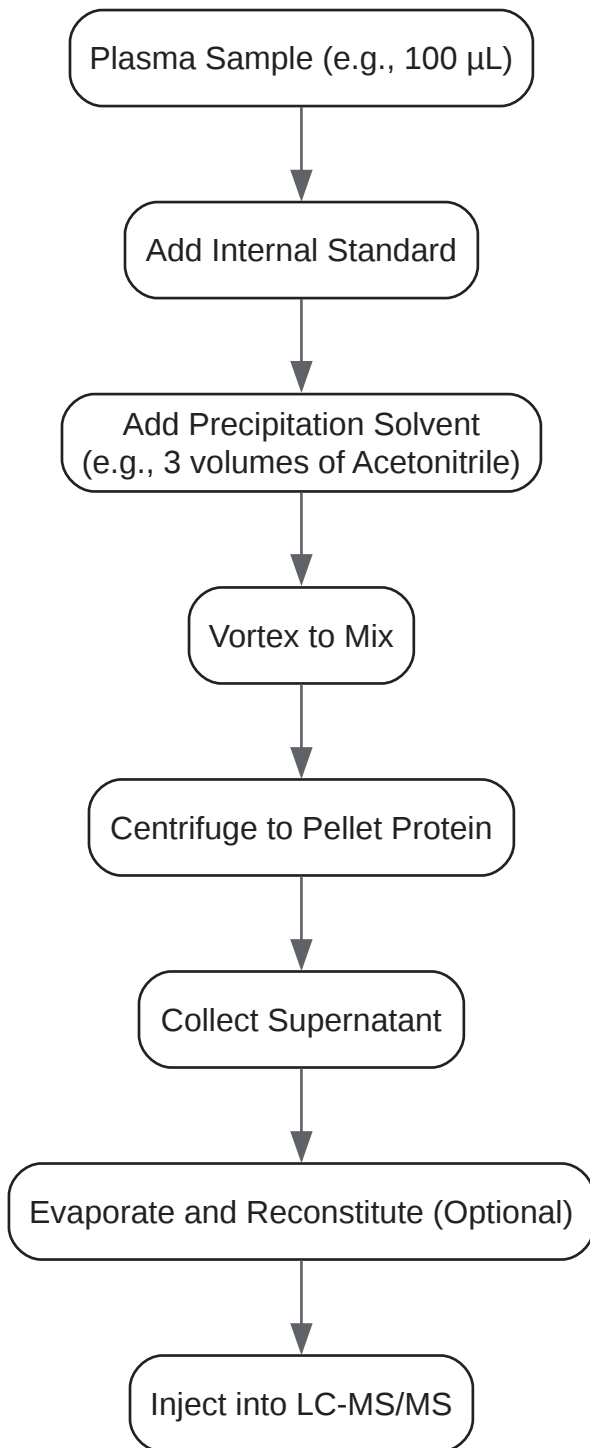 Plasma Sample (e.g., 100 µL)
Add Internal Standard
Add Precipitation Solvent
(e.g., 3 volumes of Acetonitrile)
Vortex to Mix
Centrifuge to Pellet Protein
Collect Supernatant
Evaporate and Reconstitute (Optional)
Inject into LC-MS/MS